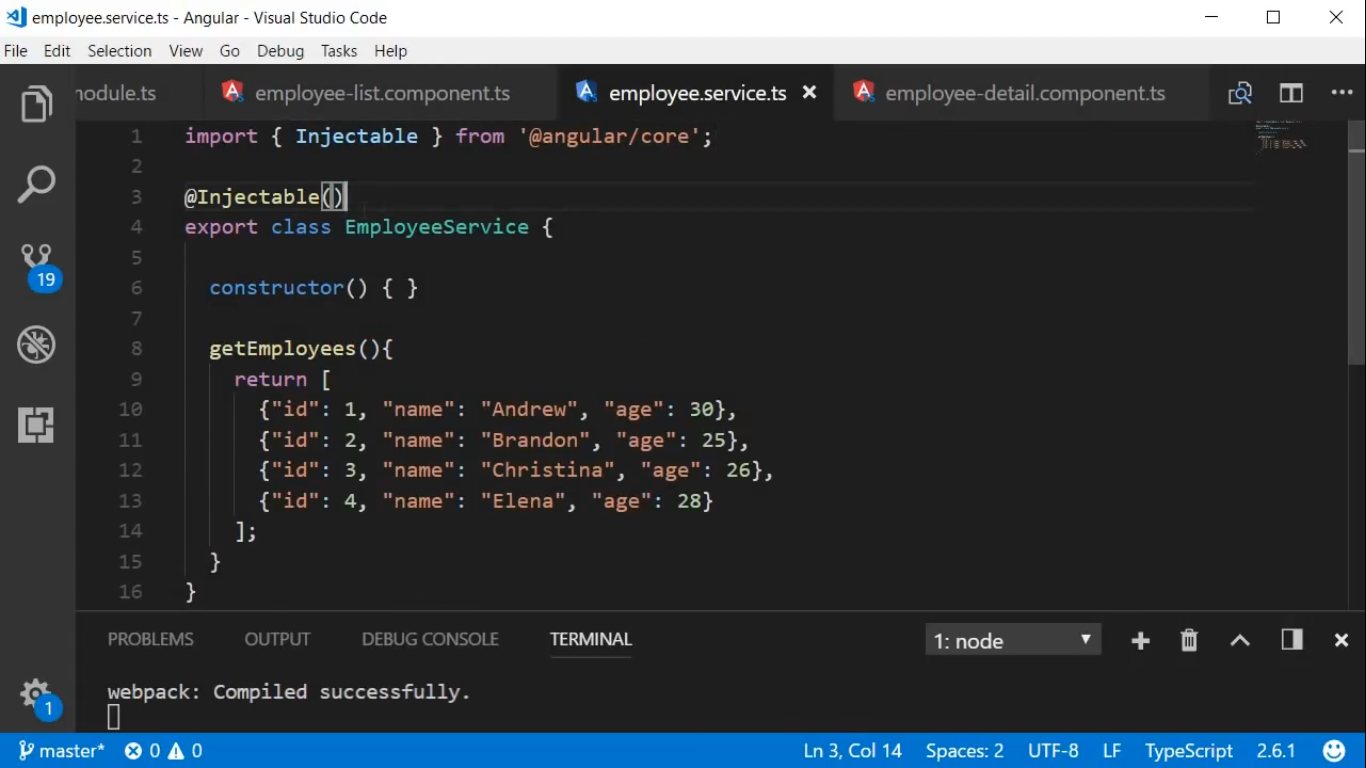 employee.service.ts - Angular - Visual Studio Code
File Edit Selection View Go Debug Tasks Help
module.ts employee-list.component.ts employee.service.ts employee-detail.component.ts
1 import { Injectable } from '@angular/core';
2
3 @Injectable()
4 export class EmployeeService {
5
6 constructor() { }
7
8 getEmployees(){
9 return [
10 {"id": 1, "name": "Andrew", "age": 30},
11 {"id": 2, "name": "Brandon", "age": 25},
12 {"id": 3, "name": "Christina", "age": 26},
13 {"id": 4, "name": "Elena", "age": 28}
14 ];
15 }
16 }
19
1
PROBLEMS OUTPUT DEBUG CONSOLE TERMINAL 1: node
webpack: Compiled successfully.
master* 0 0 Ln 3, Col 14 Spaces: 2 UTF-8 LF TypeScript 2.6.1